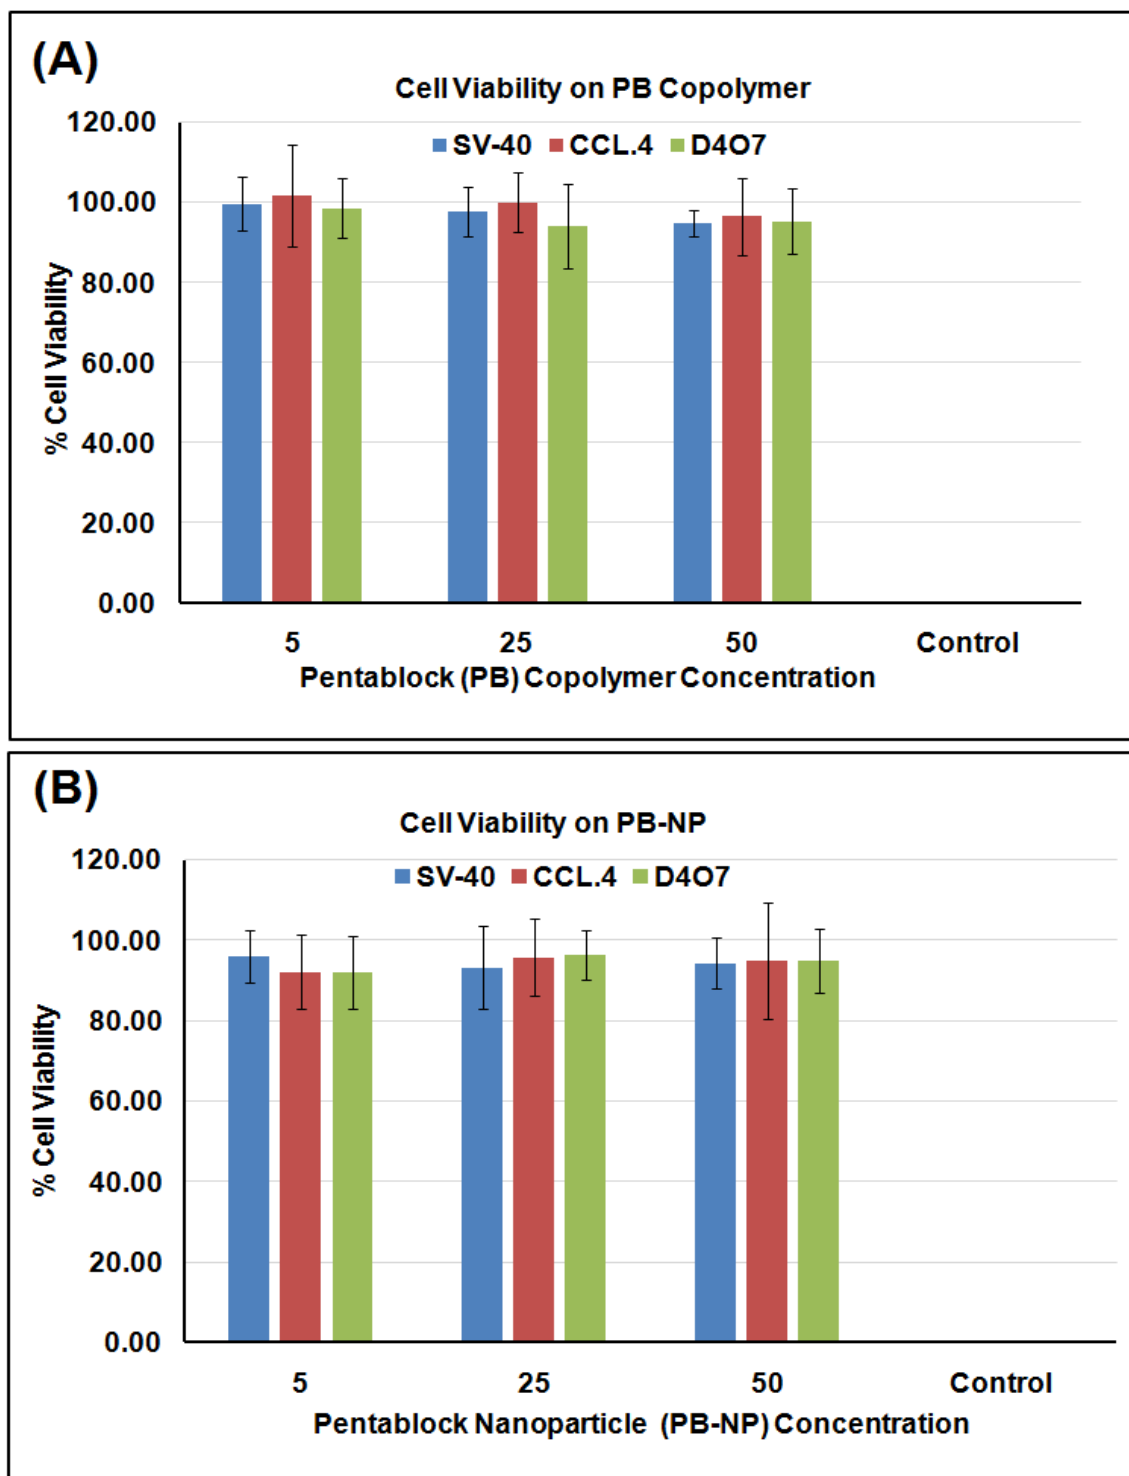 (A)
Cell Viability on PB Copolymer
SV-40 CCL.4 D4O7
% Cell Viability
120.00
100.00
80.00
60.00
40.00
20.00
0.00
5 25 50 Control
Pentablock (PB) Copolymer Concentration
(B)
Cell Viability on PB-NP
SV-40 CCL.4 D4O7
% Cell Viability
120.00
100.00
80.00
60.00
40.00
20.00
0.00
5 25 50 Control
Pentablock Nanoparticle (PB-NP) Concentration